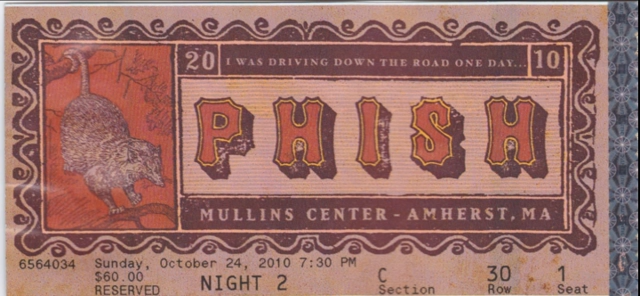 20 I WAS DRIVING DOWN THE ROAD ONE DAY... 10
PHISH
MULLINS CENTER - AMHERST, MA
6564034 Sunday, October 24, 2010 7:30 PM
$60.00
RESERVED NIGHT 2
C 30 1
Section Row Seat